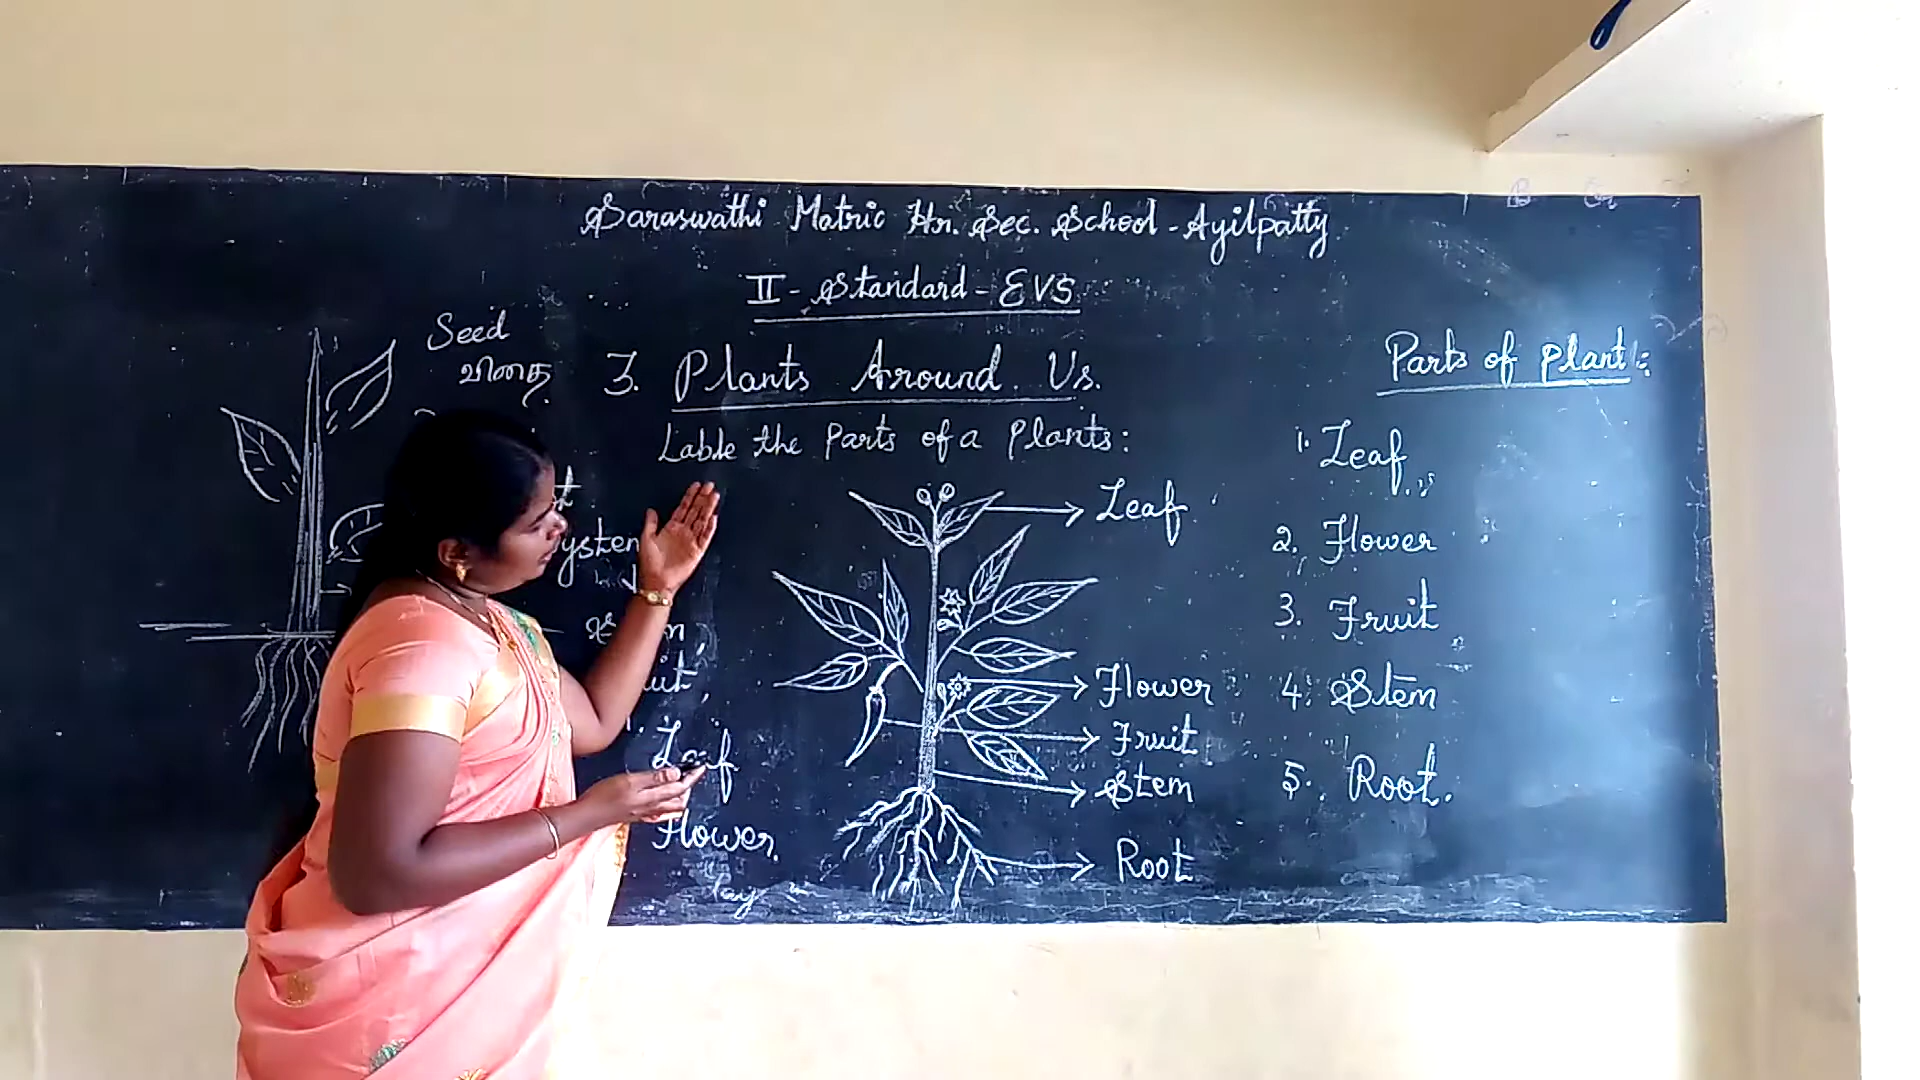 Saraswathi Matric Hr. Sec. School - Ayilpatty
II - Standard - EVS
3. Plants Around Us.
Lable the Parts of a Plants:
Seed
விதை
Leaf
Flower
Leaf
Flower
Fruit
Stem
Root
Parts of plant:
1. Leaf
2. Flower
3. Fruit
4. Stem
5. Root.